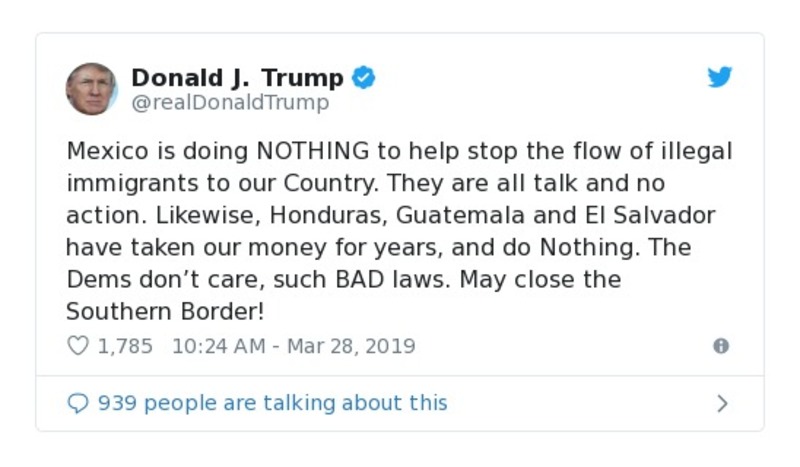 Donald J. Trump
@realDonaldTrump
Mexico is doing NOTHING to help stop the flow of illegal
immigrants to our Country. They are all talk and no
action. Likewise, Honduras, Guatemala and El Salvador
have taken our money for years, and do Nothing. The
Dems don’t care, such BAD laws. May close the
Southern Border!
1,785 10:24 AM - Mar 28, 2019
939 people are talking about this